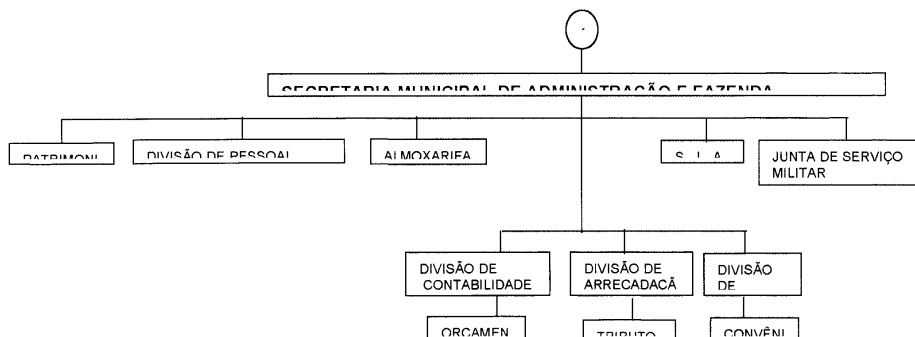 SECRETARIA MUNICIPAL DE ADMINISTRAÇÃO E FAZENDA
PATRIMONI
DIVISÃO DE PESSOAL
ALMOXARIFA
S. I. A.
JUNTA DE SERVIÇO
MILITAR
DIVISÃO DE
CONTABILIDADE
DIVISÃO DE
ARRECADAÇÃ
DIVISÃO
DE
ORÇAMEN
TRIBUTO
CONVÊNI